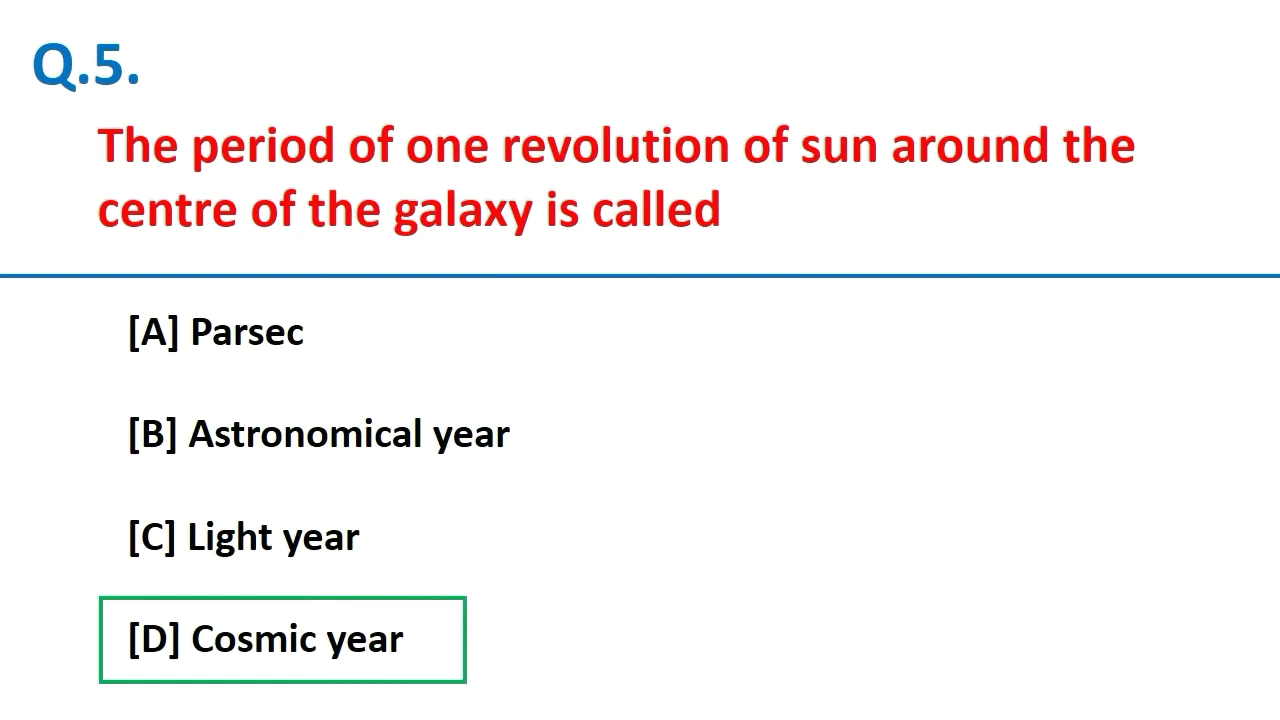 Q.5.
The period of one revolution of sun around the
centre of the galaxy is called
[A] Parsec
[B] Astronomical year
[C] Light year
[D] Cosmic year